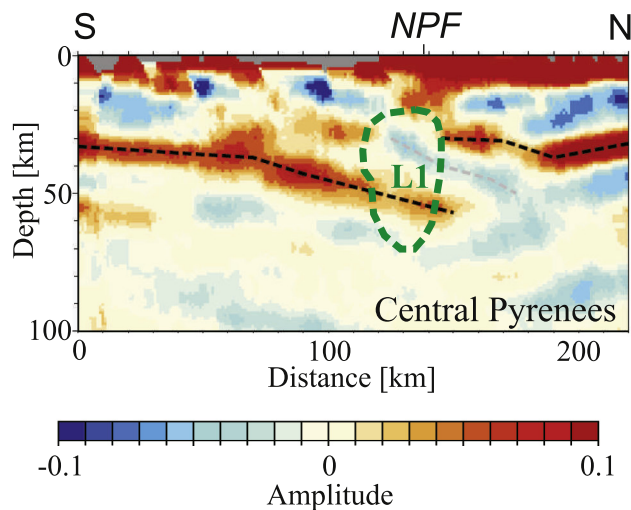 S NPF N
0
50
100
Depth [km]
L1
Central Pyrenees
0 100 200
Distance [km]
-0.1 0 0.1
Amplitude